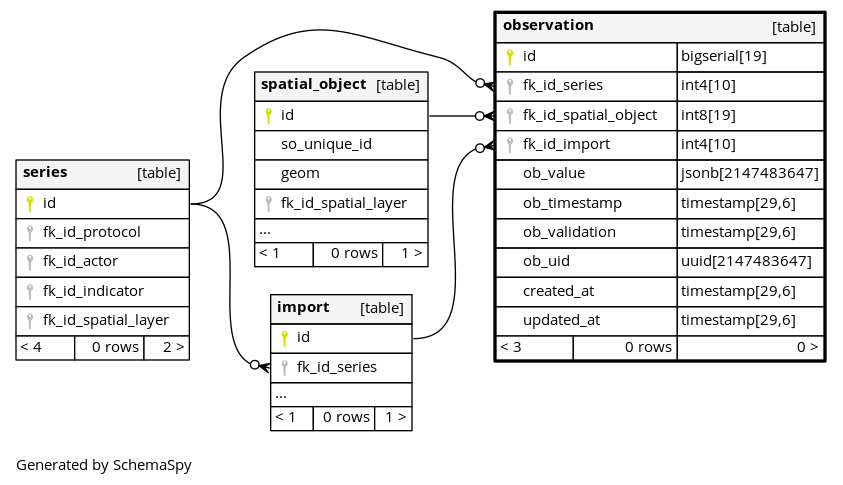 observation [table]
id bigserial[19]
fk_id_series int4[10]
fk_id_spatial_object int8[19]
fk_id_import int4[10]
ob_value jsonb[2147483647]
ob_timestamp timestamp[29,6]
ob_validation timestamp[29,6]
ob_uid uuid[2147483647]
created_at timestamp[29,6]
updated_at timestamp[29,6]
< 3 0 rows 0 >
spatial_object [table]
id
so_unique_id
geom
fk_id_spatial_layer
...
< 1 0 rows 1 >
series [table]
id
fk_id_protocol
fk_id_actor
fk_id_indicator
fk_id_spatial_layer
< 4 0 rows 2 >
import [table]
id
fk_id_series
...
< 1 0 rows 1 >
Generated by SchemaSpy